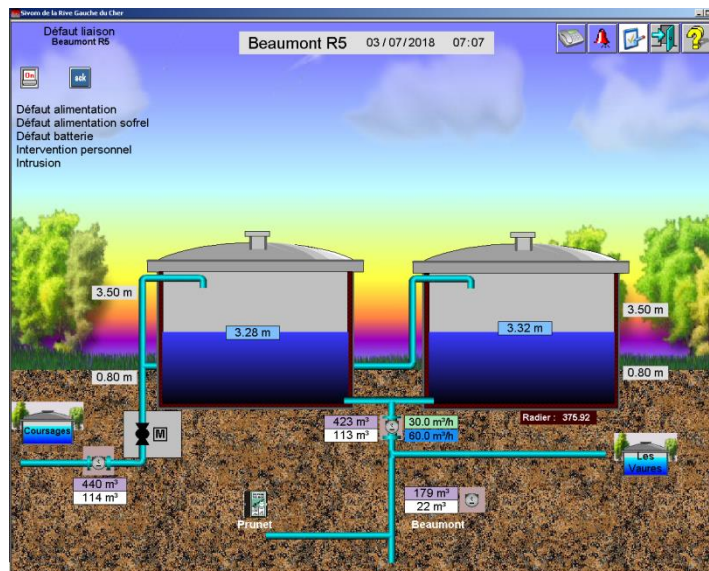 Sivom de la Rive Gauche du Cher
Défaut liaison
Beaumont R5
Beaumont R5 03/07/2018 07:07
On
ack
Défaut alimentation
Défaut alimentation sofrel
Défaut batterie
Intervention personnel
Intrusion
3.50 m
3.28 m
3.32 m
3.50 m
0.80 m
0.80 m
Coursages
M
423 m³
113 m³
30.0 m³/h
60.0 m³/h
Radier : 375.92
Les
Vaures
440 m³
114 m³
179 m³
22 m³
Prunet
Beaumont